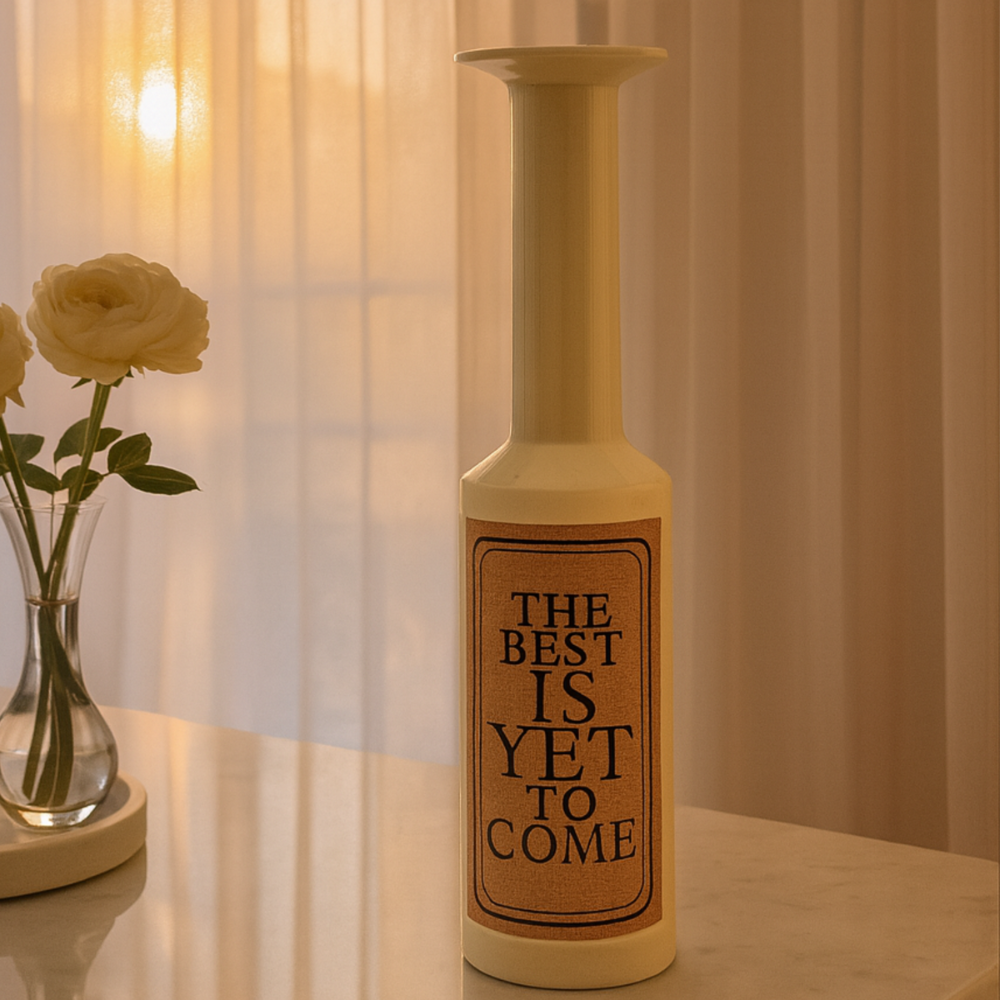 THE
BEST
IS
YET
TO
COME